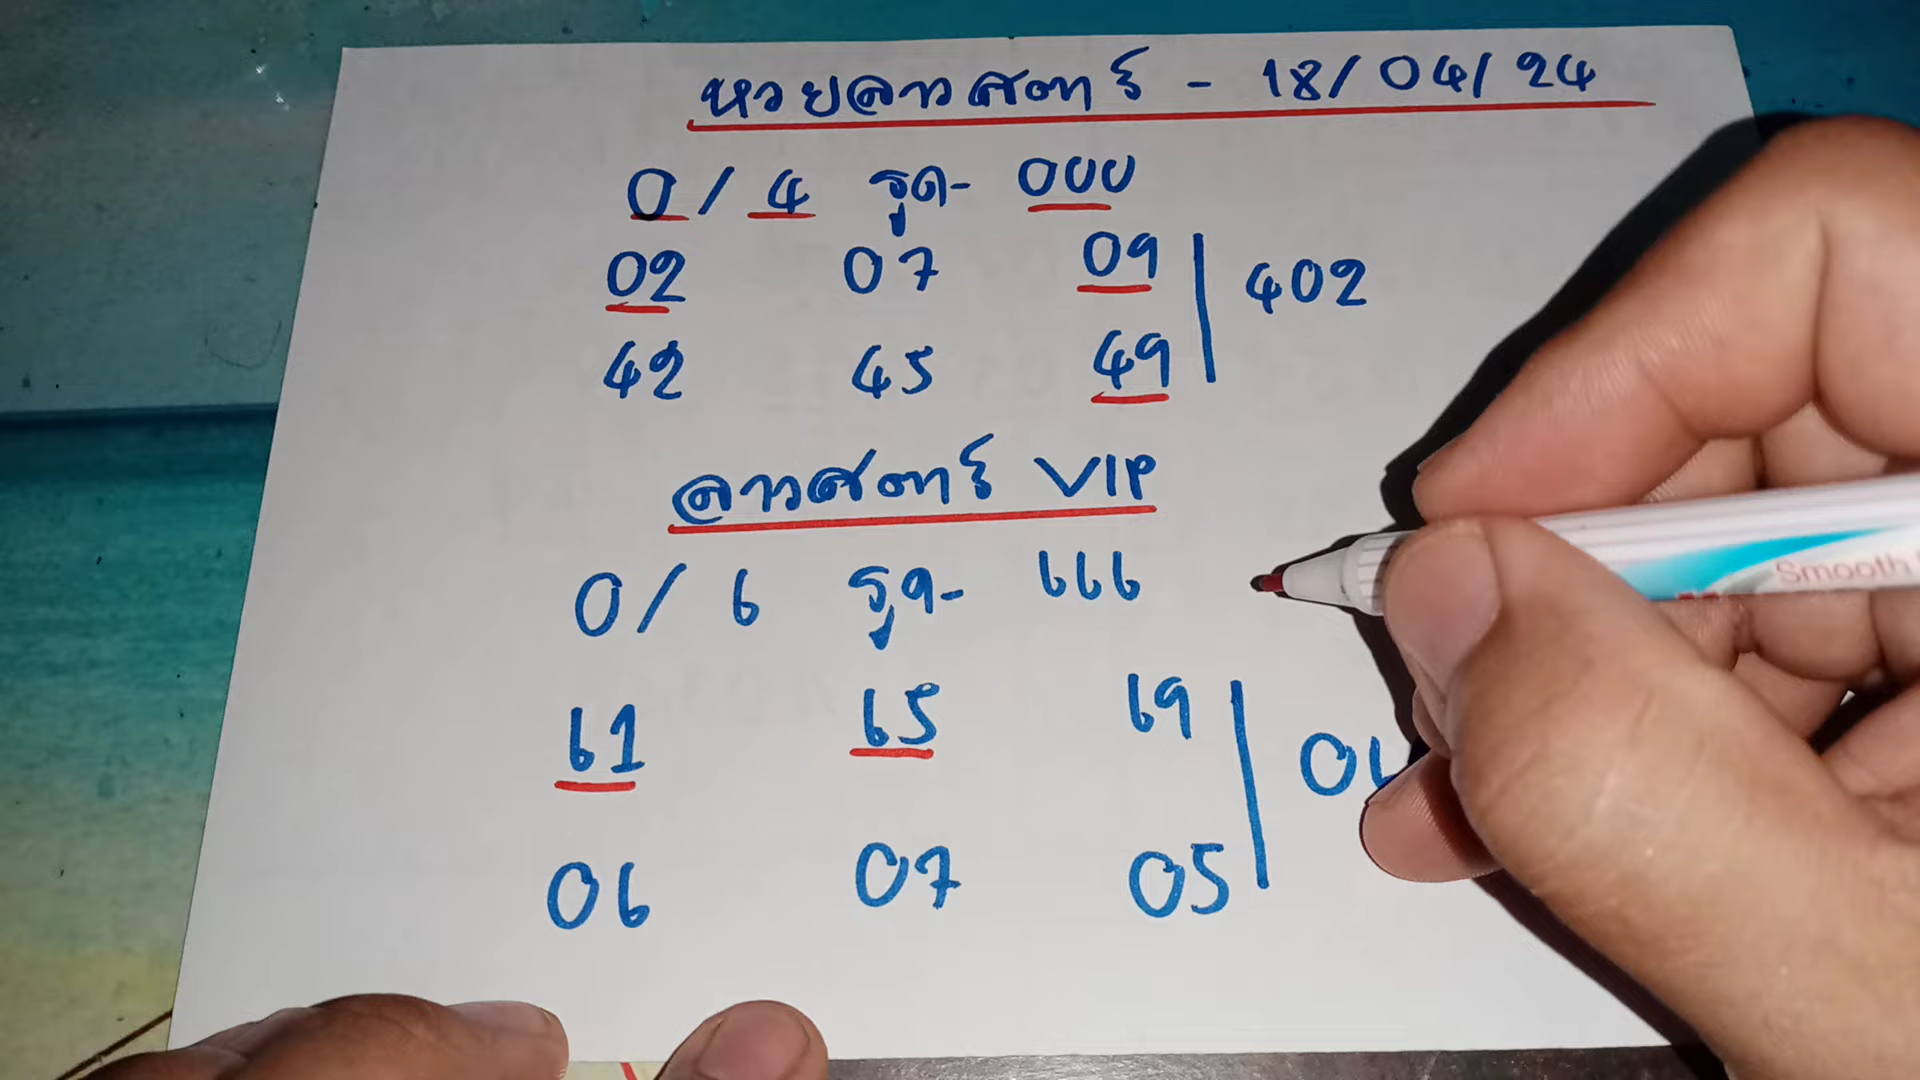 หวยลาวสตาร์ - 18/04/24
0 / 4 รูด- 000
02 07 09 402
42 45 49
ลาวสตาร์ VIP
0 / 6 รูด- 666
61 65 69
06 07 05
Smooth